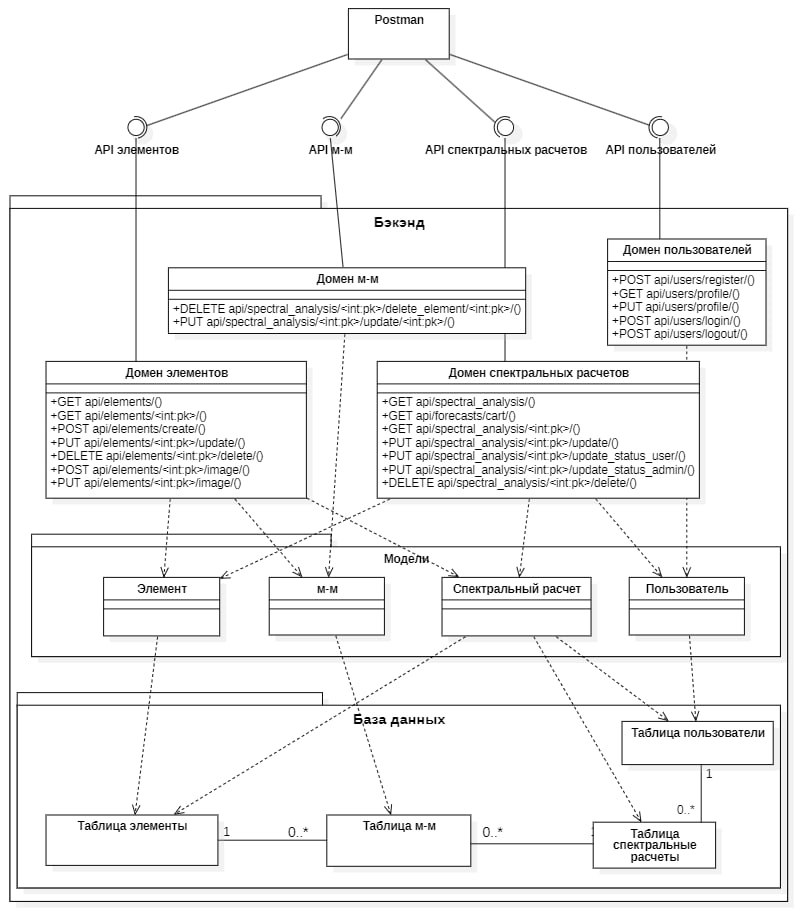 Postman
API элементов
API м-м
API спектральных расчетов
API пользователей
Бэкэнд
Домен пользователей
+POST api/users/register/()
+GET api/users/profile/()
+PUT api/users/profile/()
+POST api/users/login/()
+POST api/users/logout/()
Домен м-м
+DELETE api/spectral_analysis/<int:pk>/delete_element/<int:pk>/()
+PUT api/spectral_analysis/<int:pk>/update/<int:pk>/()
Домен элементов
+GET api/elements/()
+GET api/elements/<int:pk>/()
+POST api/elements/create/()
+PUT api/elements/<int:pk>/update/()
+DELETE api/elements/<int:pk>/delete/()
+POST api/elements/<int:pk>/image/()
+PUT api/elements/<int:pk>/image/()
Домен спектральных расчетов
+GET api/spectral_analysis/()
+GET api/forecasts/cart/()
+GET api/spectral_analysis/<int:pk>/()
+PUT api/spectral_analysis/<int:pk>/update/()
+PUT api/spectral_analysis/<int:pk>/update_status_user/()
+PUT api/spectral_analysis/<int:pk>/update_status_admin/()
+DELETE api/spectral_analysis/<int:pk>/delete/()
Модели
Элемент
м-м
Спектральный расчет
Пользователь
База данных
Таблица пользователи
1
0..*
Таблица элементы
1
0..*
Таблица м-м
0..*
Таблица
спектральные
расчеты